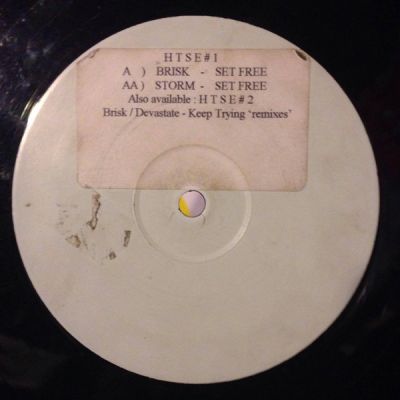 H T S E # 1
A ) BRISK - SET FREE
AA ) STORM - SET FREE
Also available : H T S E # 2
Brisk / Devastate - Keep Trying 'remixes'